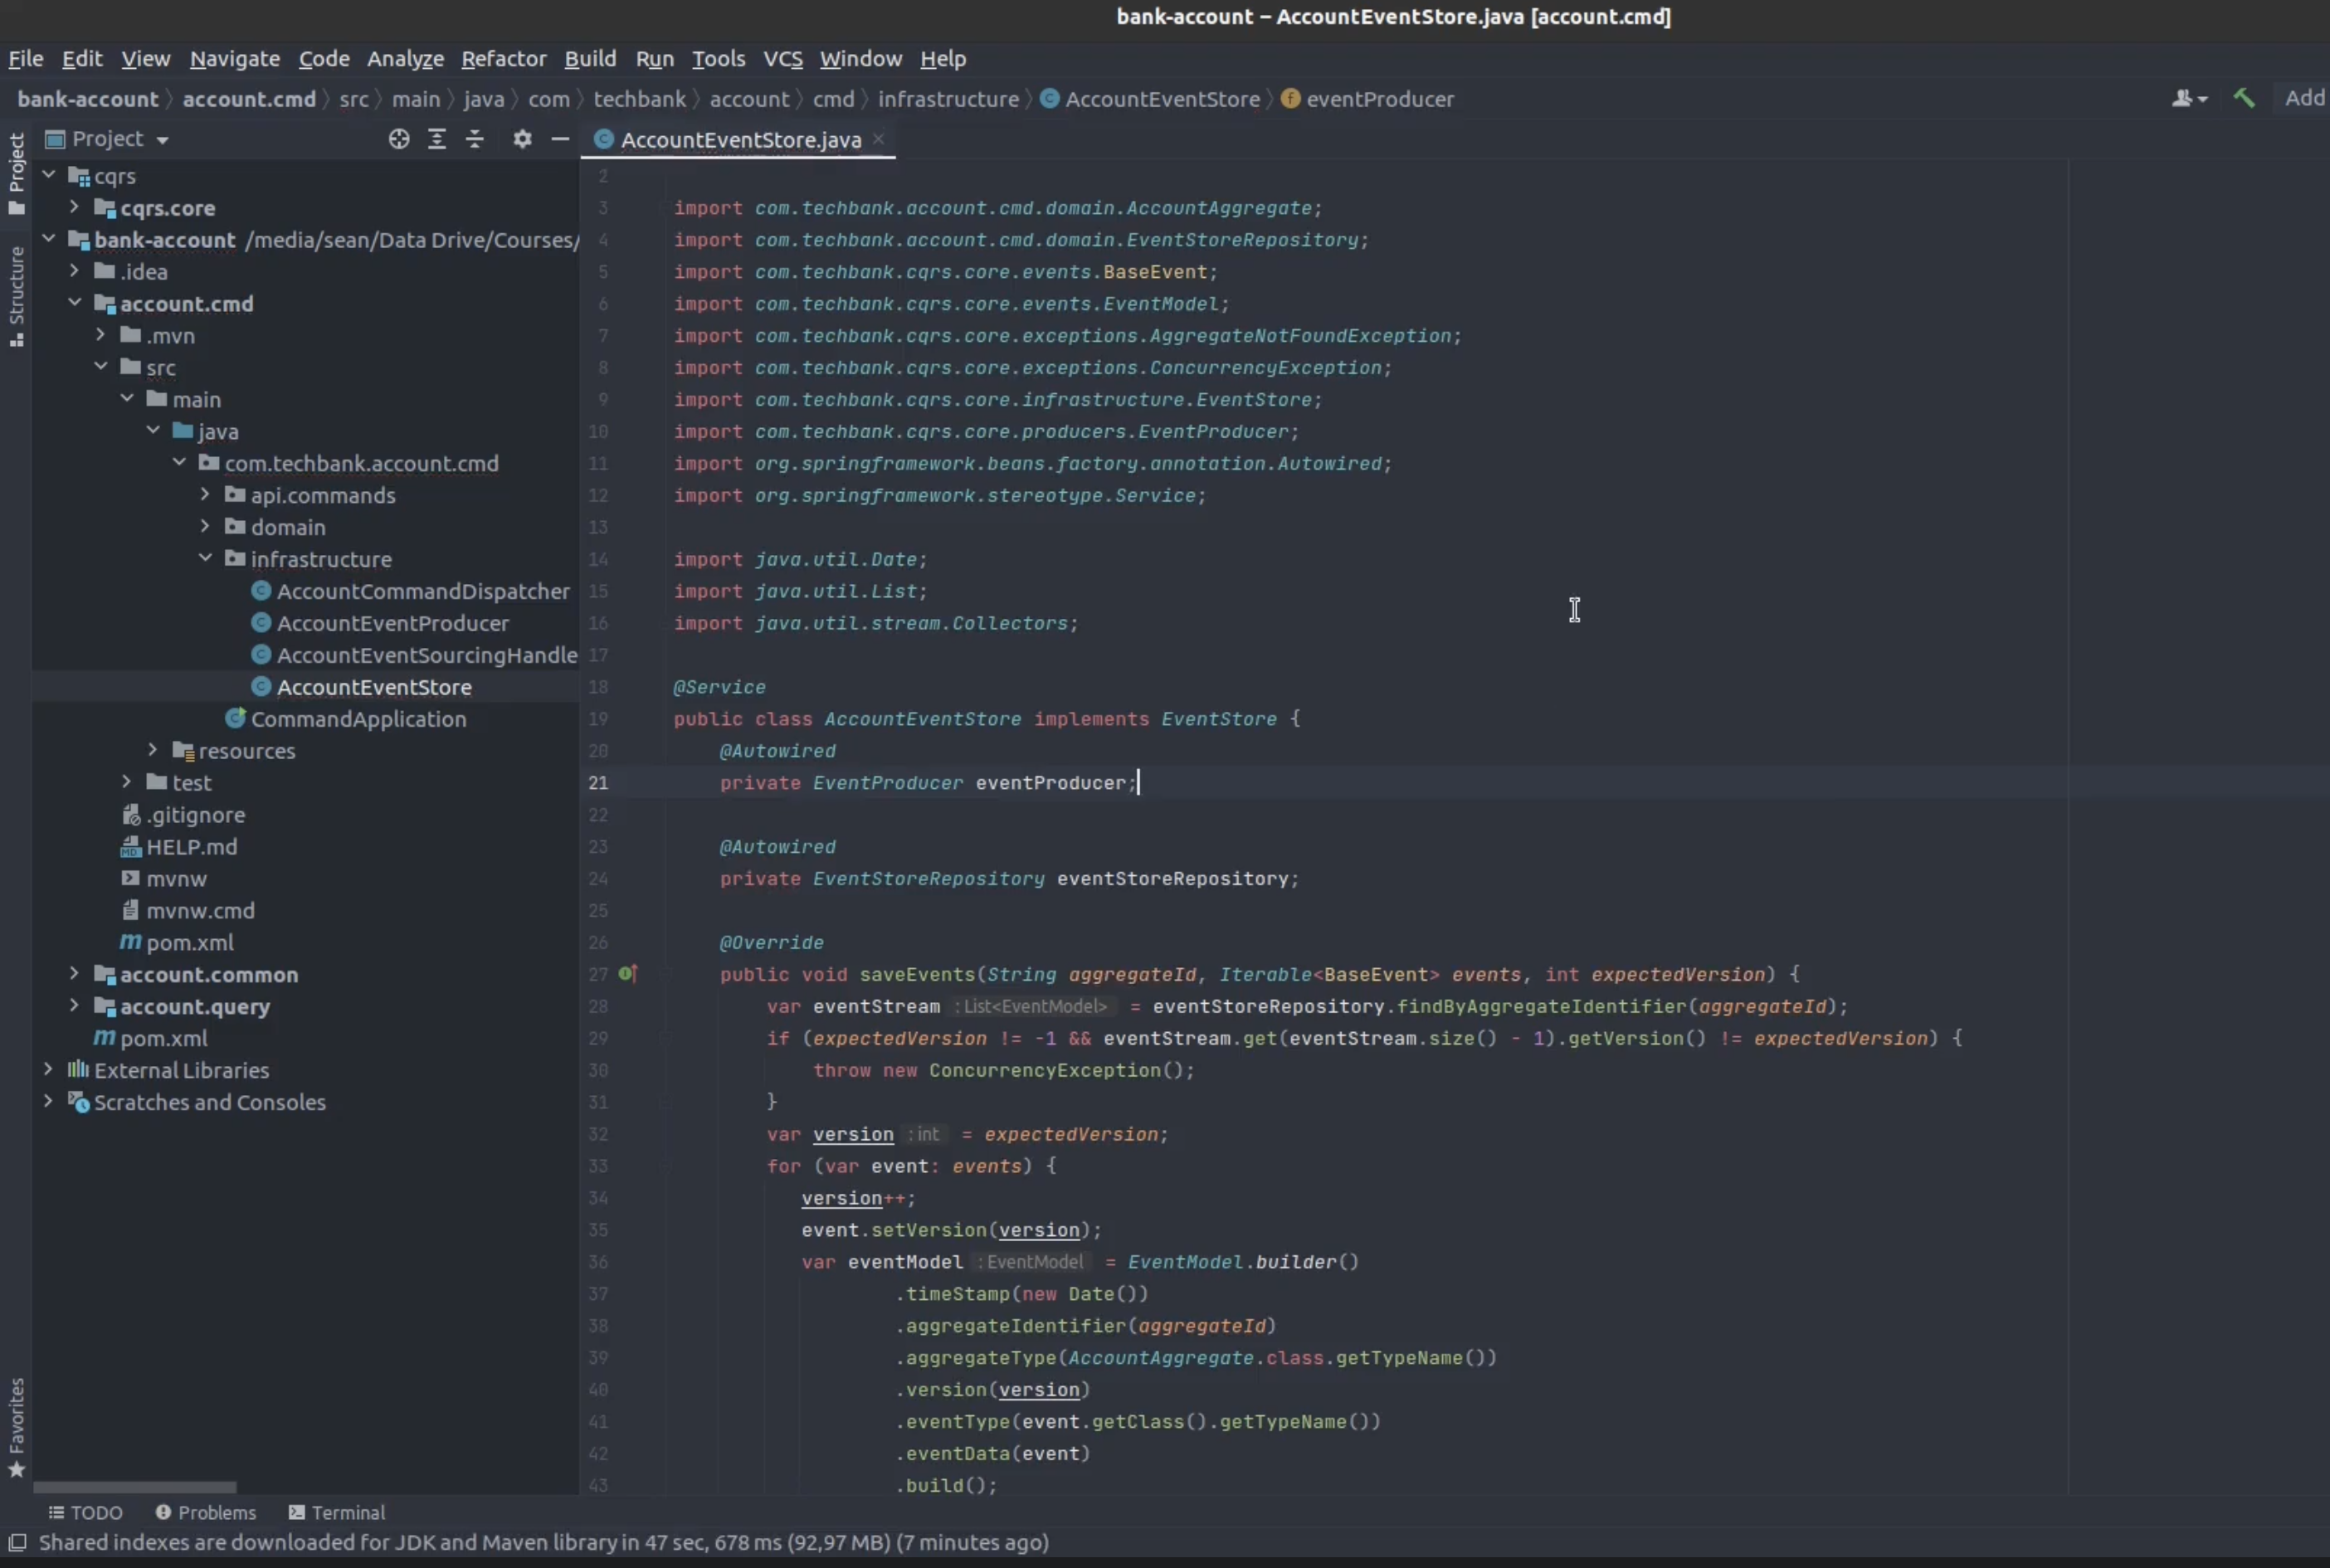 bank-account – AccountEventStore.java [account.cmd]
File Edit View Navigate Code Analyze Refactor Build Run Tools VCS Window Help
bank-account account.cmd src main java com techbank account cmd infrastructure AccountEventStore eventProducer Add
Project
Structure
Favorites
Project
cqrs
cqrs.core
bank-account /media/sean/Data Drive/Courses/
.idea
account.cmd
.mvn
src
main
java
com.techbank.account.cmd
api.commands
domain
infrastructure
AccountCommandDispatcher
AccountEventProducer
AccountEventSourcingHandle
AccountEventStore
CommandApplication
resources
test
.gitignore
HELP.md
mvnw
mvnw.cmd
pom.xml
account.common
account.query
pom.xml
External Libraries
Scratches and Consoles
AccountEventStore.java
2
3 import com.techbank.account.cmd.domain.AccountAggregate;
4 import com.techbank.account.cmd.domain.EventStoreRepository;
5 import com.techbank.cqrs.core.events.BaseEvent;
6 import com.techbank.cqrs.core.events.EventModel;
7 import com.techbank.cqrs.core.exceptions.AggregateNotFoundException;
8 import com.techbank.cqrs.core.exceptions.ConcurrencyException;
9 import com.techbank.cqrs.core.infrastructure.EventStore;
10 import com.techbank.cqrs.core.producers.EventProducer;
11 import org.springframework.beans.factory.annotation.Autowired;
12 import org.springframework.stereotype.Service;
13
14 import java.util.Date;
15 import java.util.List;
16 import java.util.stream.Collectors;
17
18 @Service
19 public class AccountEventStore implements EventStore {
20 @Autowired
21 private EventProducer eventProducer;
22
23 @Autowired
24 private EventStoreRepository eventStoreRepository;
25
26 @Override
27 public void saveEvents(String aggregateId, Iterable<BaseEvent> events, int expectedVersion) {
28 var eventStream : List<EventModel> = eventStoreRepository.findByAggregateIdentifier(aggregateId);
29 if (expectedVersion != -1 && eventStream.get(eventStream.size() - 1).getVersion() != expectedVersion) {
30 throw new ConcurrencyException();
31 }
32 var version : int = expectedVersion;
33 for (var event: events) {
34 version++;
35 event.setVersion(version);
36 var eventModel : EventModel = EventModel.builder()
37 .timeStamp(new Date())
38 .aggregateIdentifier(aggregateId)
39 .aggregateType(AccountAggregate.class.getTypeName())
40 .version(version)
41 .eventType(event.getClass().getTypeName())
42 .eventData(event)
43 .build();
TODO Problems Terminal
Shared indexes are downloaded for JDK and Maven library in 47 sec, 678 ms (92,97 MB) (7 minutes ago)